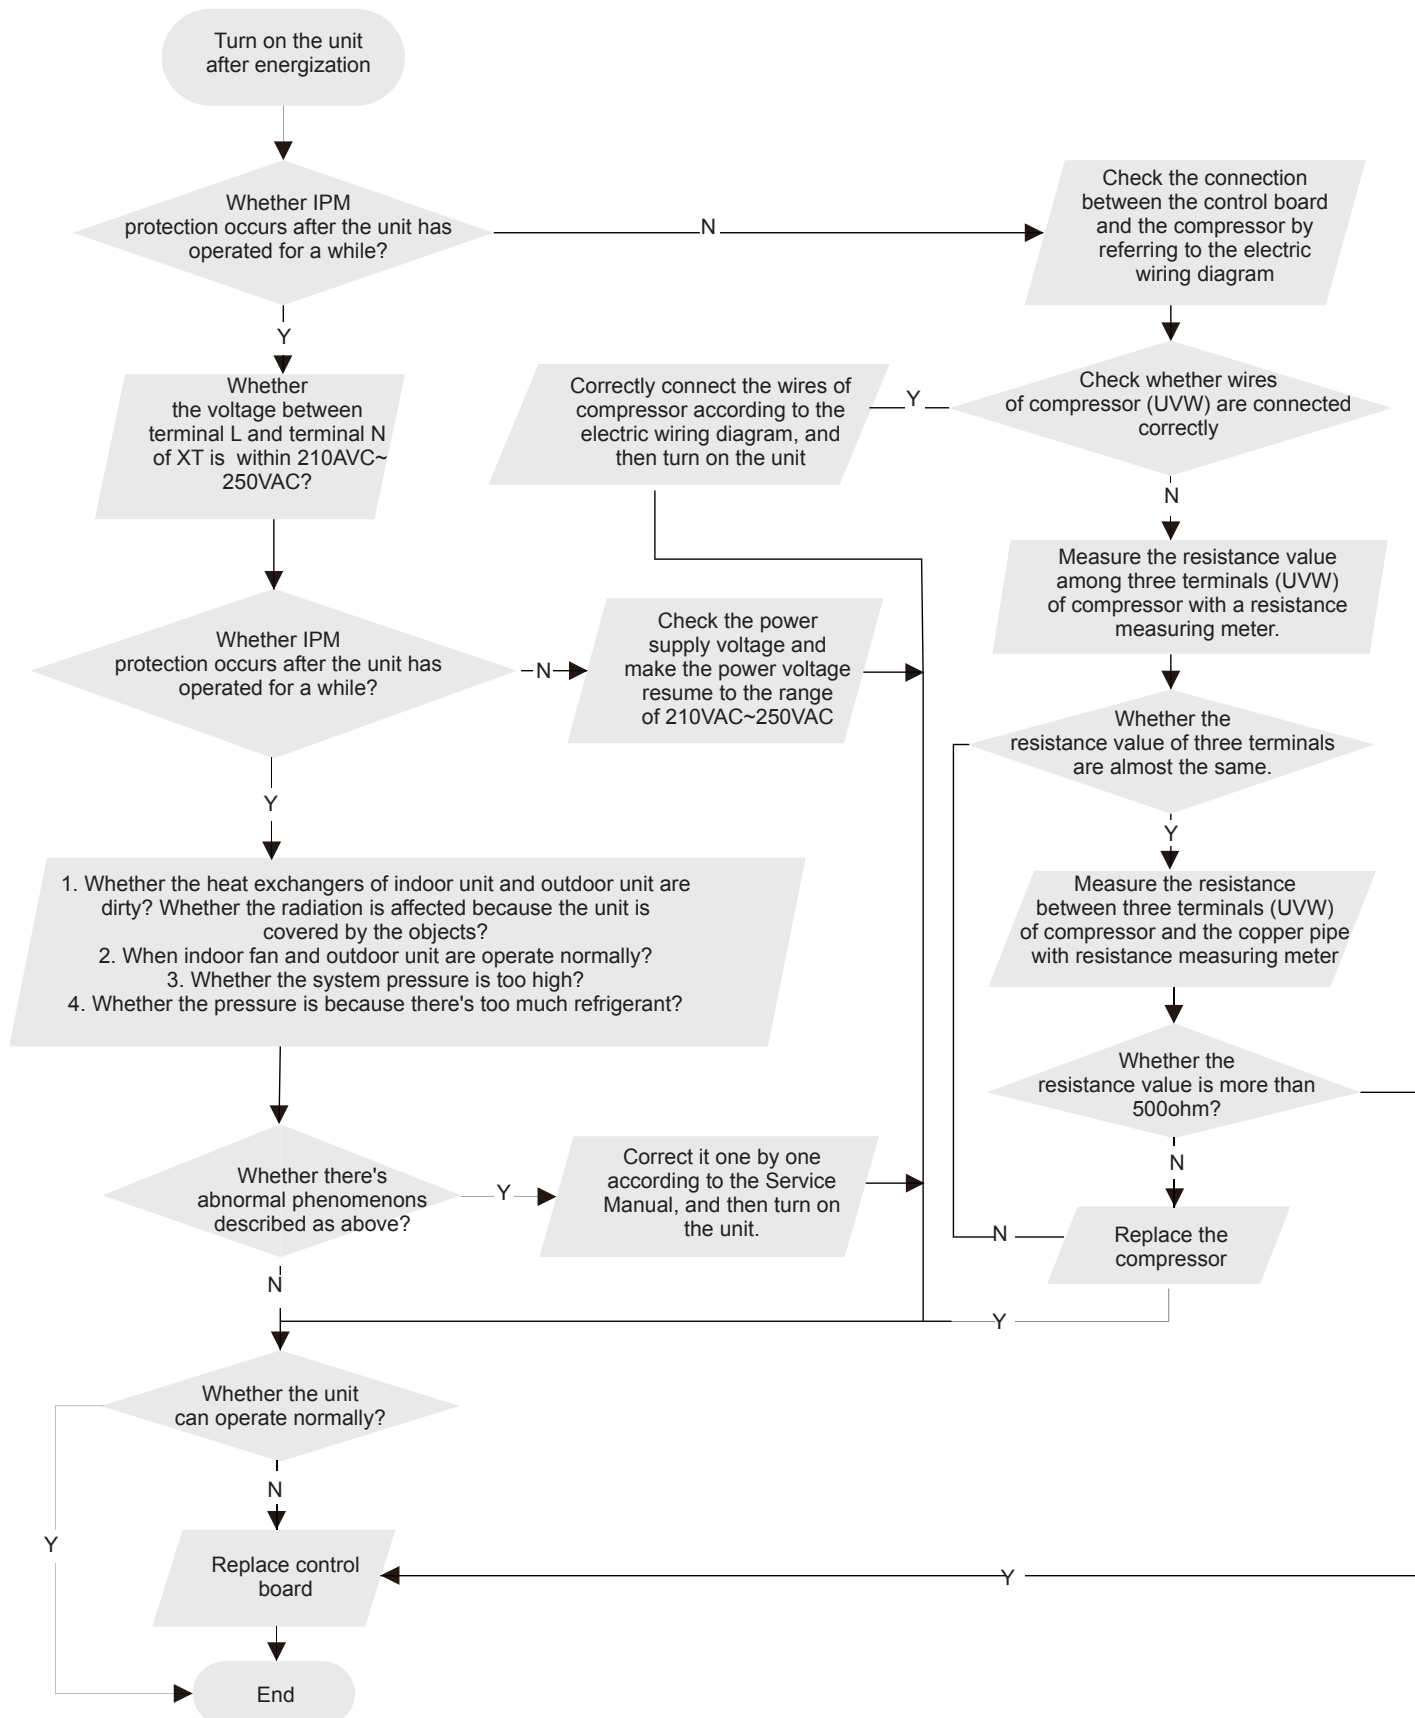 Turn on the unit
after energization
Whether IPM
protection occurs after the unit has
operated for a while?
N
Check the connection
between the control board
and the compressor by
referring to the electric
wiring diagram
Y
Whether
the voltage between
terminal L and terminal N
of XT is within 210AVC~
250VAC?
Correctly connect the wires of
compressor according to the
electric wiring diagram, and
then turn on the unit
Y
Check whether wires
of compressor (UVW) are connected
correctly
N
Measure the resistance value
among three terminals (UVW)
of compressor with a resistance
measuring meter.
Whether IPM
protection occurs after the unit has
operated for a while?
N
Check the power
supply voltage and
make the power voltage
resume to the range
of 210VAC~250VAC
Whether the
resistance value of three terminals
are almost the same.
Y
Y
Measure the resistance
between three terminals (UVW)
of compressor and the copper pipe
with resistance measuring meter
1. Whether the heat exchangers of indoor unit and outdoor unit are
dirty? Whether the radiation is affected because the unit is
covered by the objects?
2. When indoor fan and outdoor unit are operate normally?
3. Whether the system pressure is too high?
4. Whether the pressure is because there's too much refrigerant?
Whether the
resistance value is more than
500ohm?
N
Whether there's
abnormal phenomenons
described as above?
Y
Correct it one by one
according to the Service
Manual, and then turn on
the unit.
N
Replace the
compressor
N
Y
Whether the unit
can operate normally?
N
Y
Replace control
board
Y
End